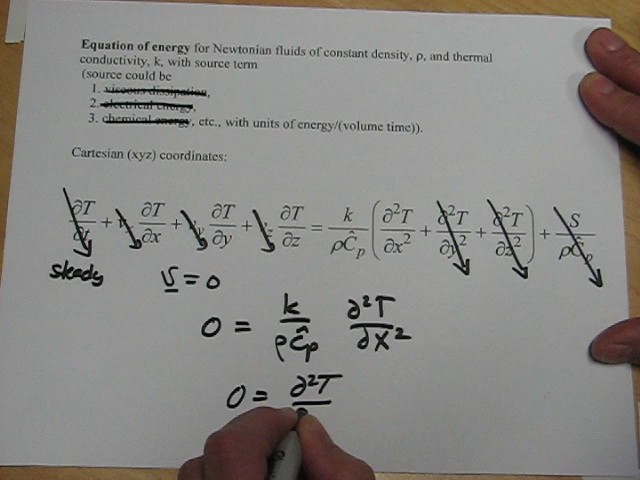 Equation of energy for Newtonian fluids of constant density, ρ, and thermal
conductivity, k, with source term
(source could be
1. viscous dissipation,
2. electrical energy,
3. chemical energy, etc., with units of energy/(volume time)).
Cartesian (xyz) coordinates:
∂T/∂t + v ∂T/∂x + v_y ∂T/∂y + v_z ∂T/∂z = k/(ρĈ_p) (∂²T/∂x² + ∂²T/∂y² + ∂²T/∂z²) + S/(ρĈ_p)
steady v = 0
0 = k/(ρĈp) ∂²T/∂x²
0 = ∂²T